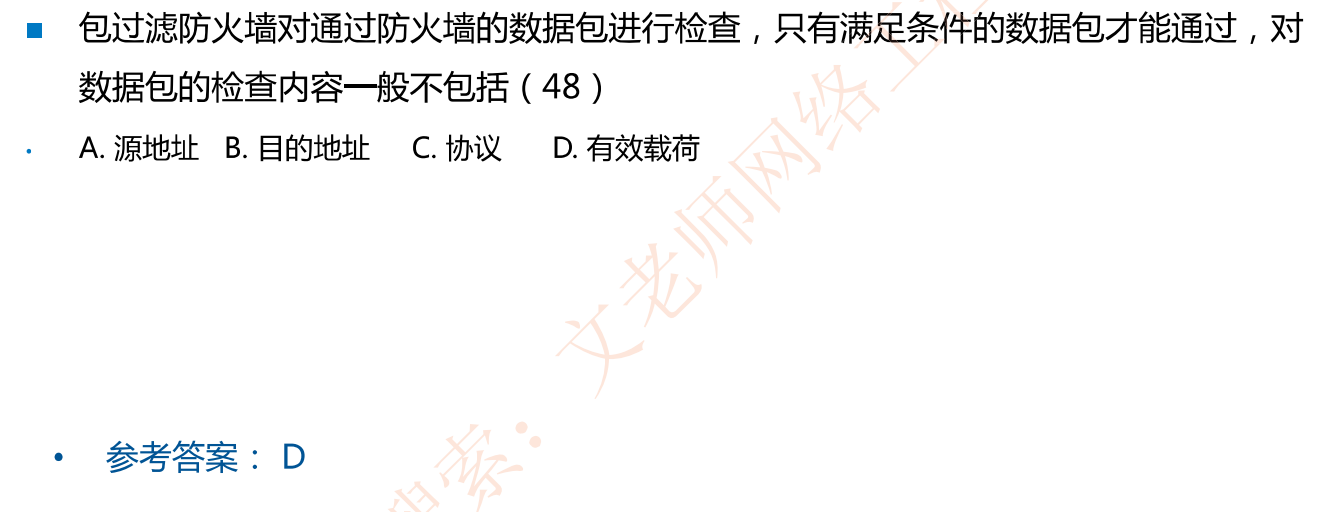 包过滤防火墙对通过防火墙的数据包进行检查，只有满足条件的数据包才能通过，对
数据包的检查内容一般不包括（48）
A. 源地址 B. 目的地址 C. 协议 D. 有效载荷
搜索：文老师网络工程
参考答案： D